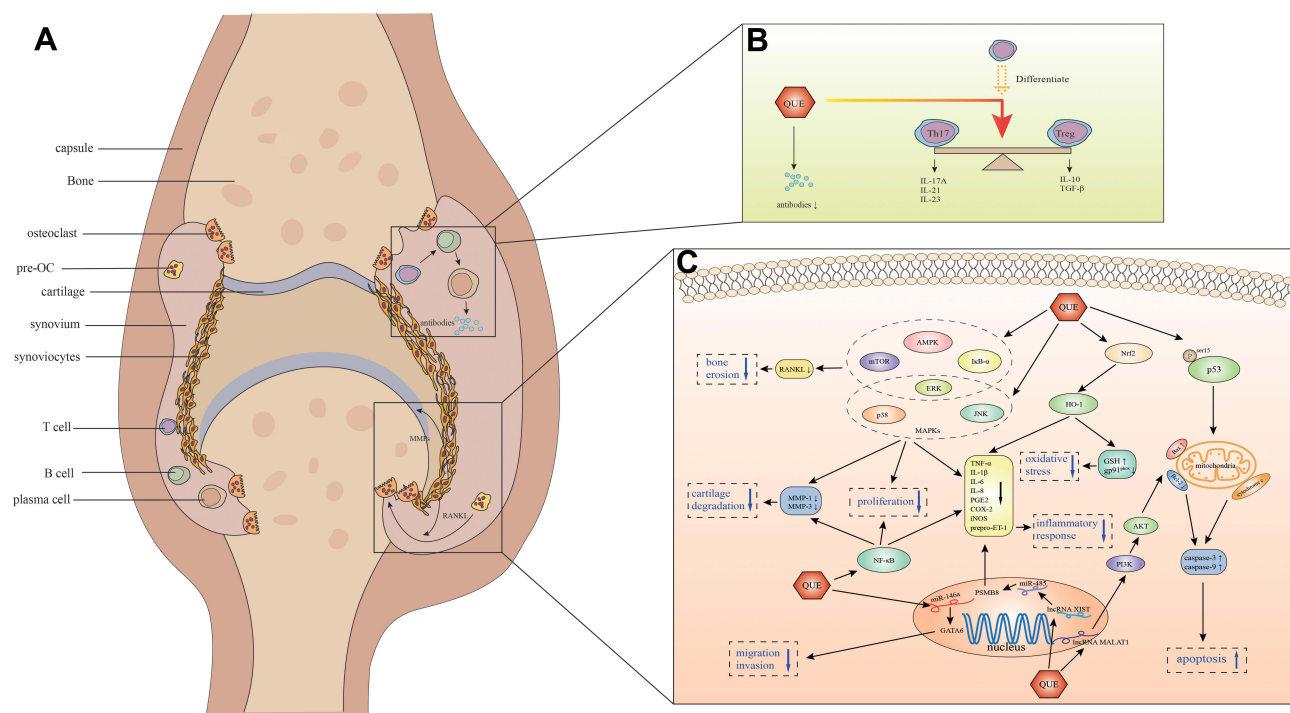 A
capsule
Bone
osteoclast
pre-OC
cartilage
synovium
synoviocytes
T cell
B cell
plasma cell
antibodies
MMPs
RANKL
B
Differentiate
QUE
Th17
Treg
IL-17A
IL-21
IL-23
IL-10
TGF-β
antibodies ↓
C
QUE
AMPK
mTOR
IκB-α
ERK
p38
JNK
MAPKs
bone
erosion
RANKL ↓
Nrf2
HO-1
P
ser15
p53
GSH ↑
gp91phox ↓
oxidative
stress
Bax ↑
Bcl-2 ↓
mitochondria
cytochrome c
cartilage
degradation
MMP-1 ↓
MMP-3 ↓
proliferation
TNF-α
IL-1β
IL-6
IL-8
PGE2
COX-2
iNOS
prepro-ET-1
inflammatory
response
NF-κB
QUE
AKT
PI3K
caspase-3 ↑
caspase-9 ↑
miR-146a
PSMB8
miR-485
GATA6
lncRNA XIST
nucleus
lncRNA MALAT1
migration
invasion
QUE
apoptosis